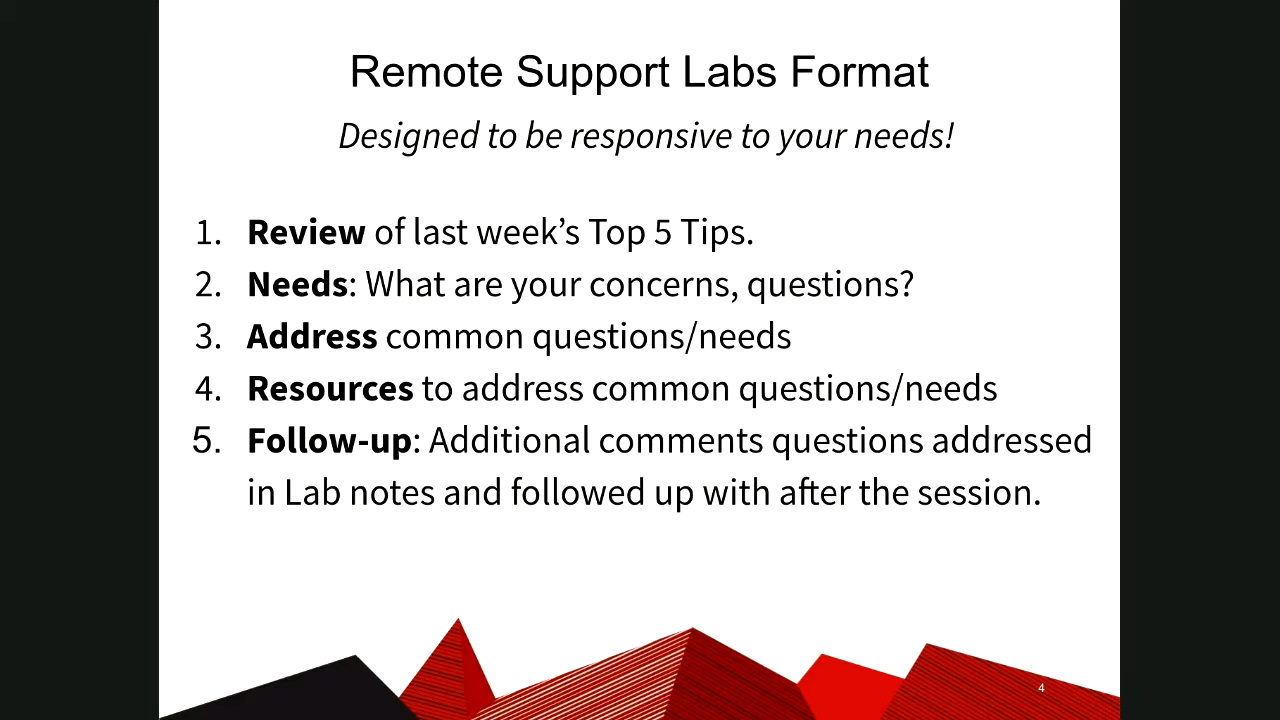 Remote Support Labs Format
Designed to be responsive to your needs!
1. Review of last week’s Top 5 Tips.
2. Needs: What are your concerns, questions?
3. Address common questions/needs
4. Resources to address common questions/needs
5. Follow-up: Additional comments questions addressed
in Lab notes and followed up with after the session.
4